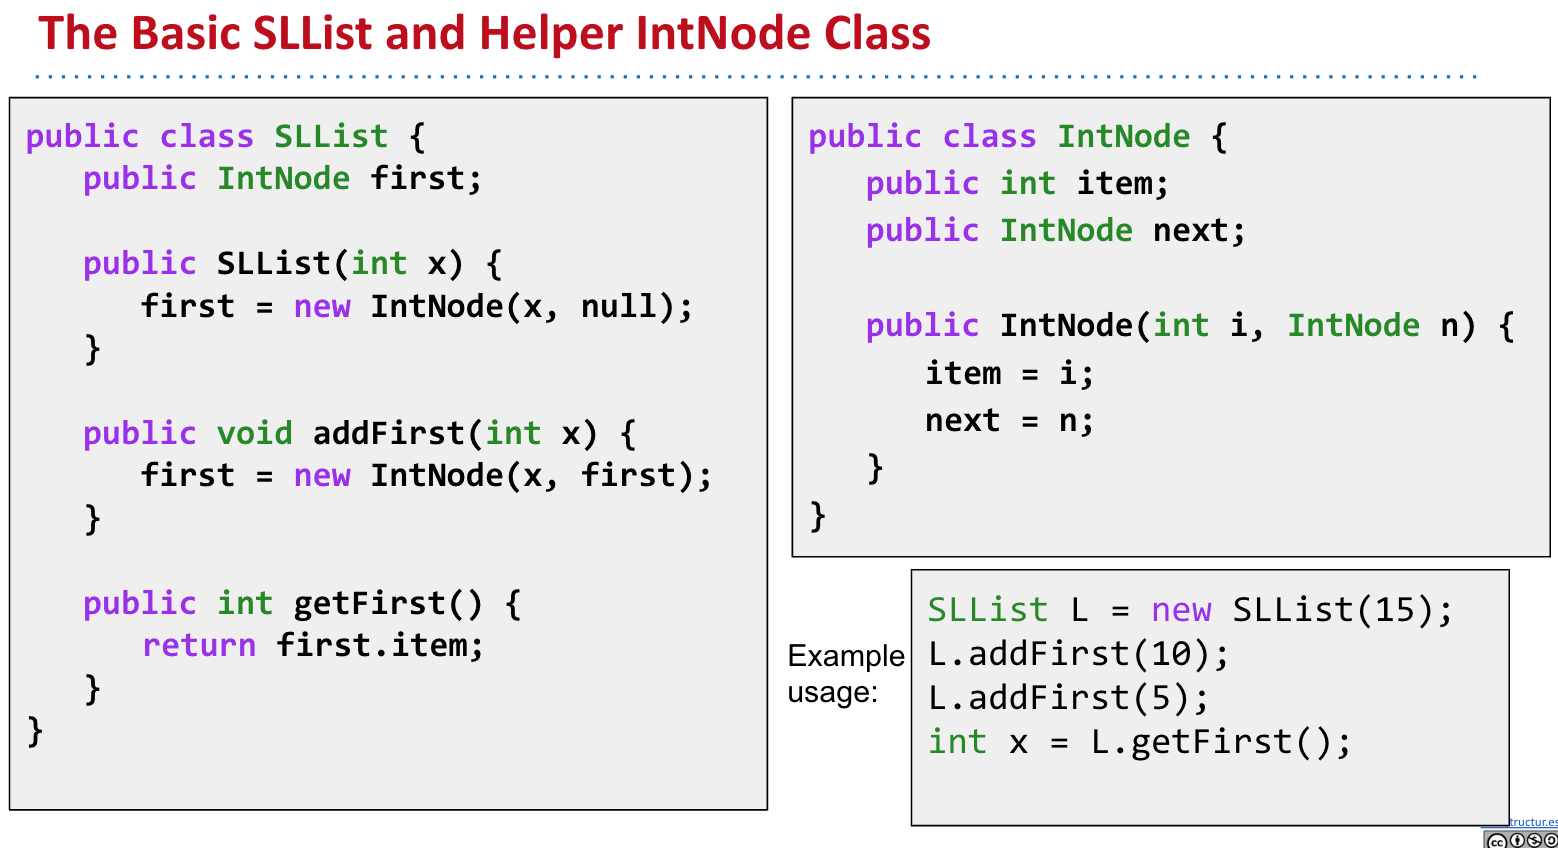 The Basic SLList and Helper IntNode Class
public class SLList {
public IntNode first;
public SLList(int x) {
first = new IntNode(x, null);
}
public void addFirst(int x) {
first = new IntNode(x, first);
}
public int getFirst() {
return first.item;
}
}
public class IntNode {
public int item;
public IntNode next;
public IntNode(int i, IntNode n) {
item = i;
next = n;
}
}
Example
usage:
SLList L = new SLList(15);
L.addFirst(10);
L.addFirst(5);
int x = L.getFirst();
tructur.es
cc